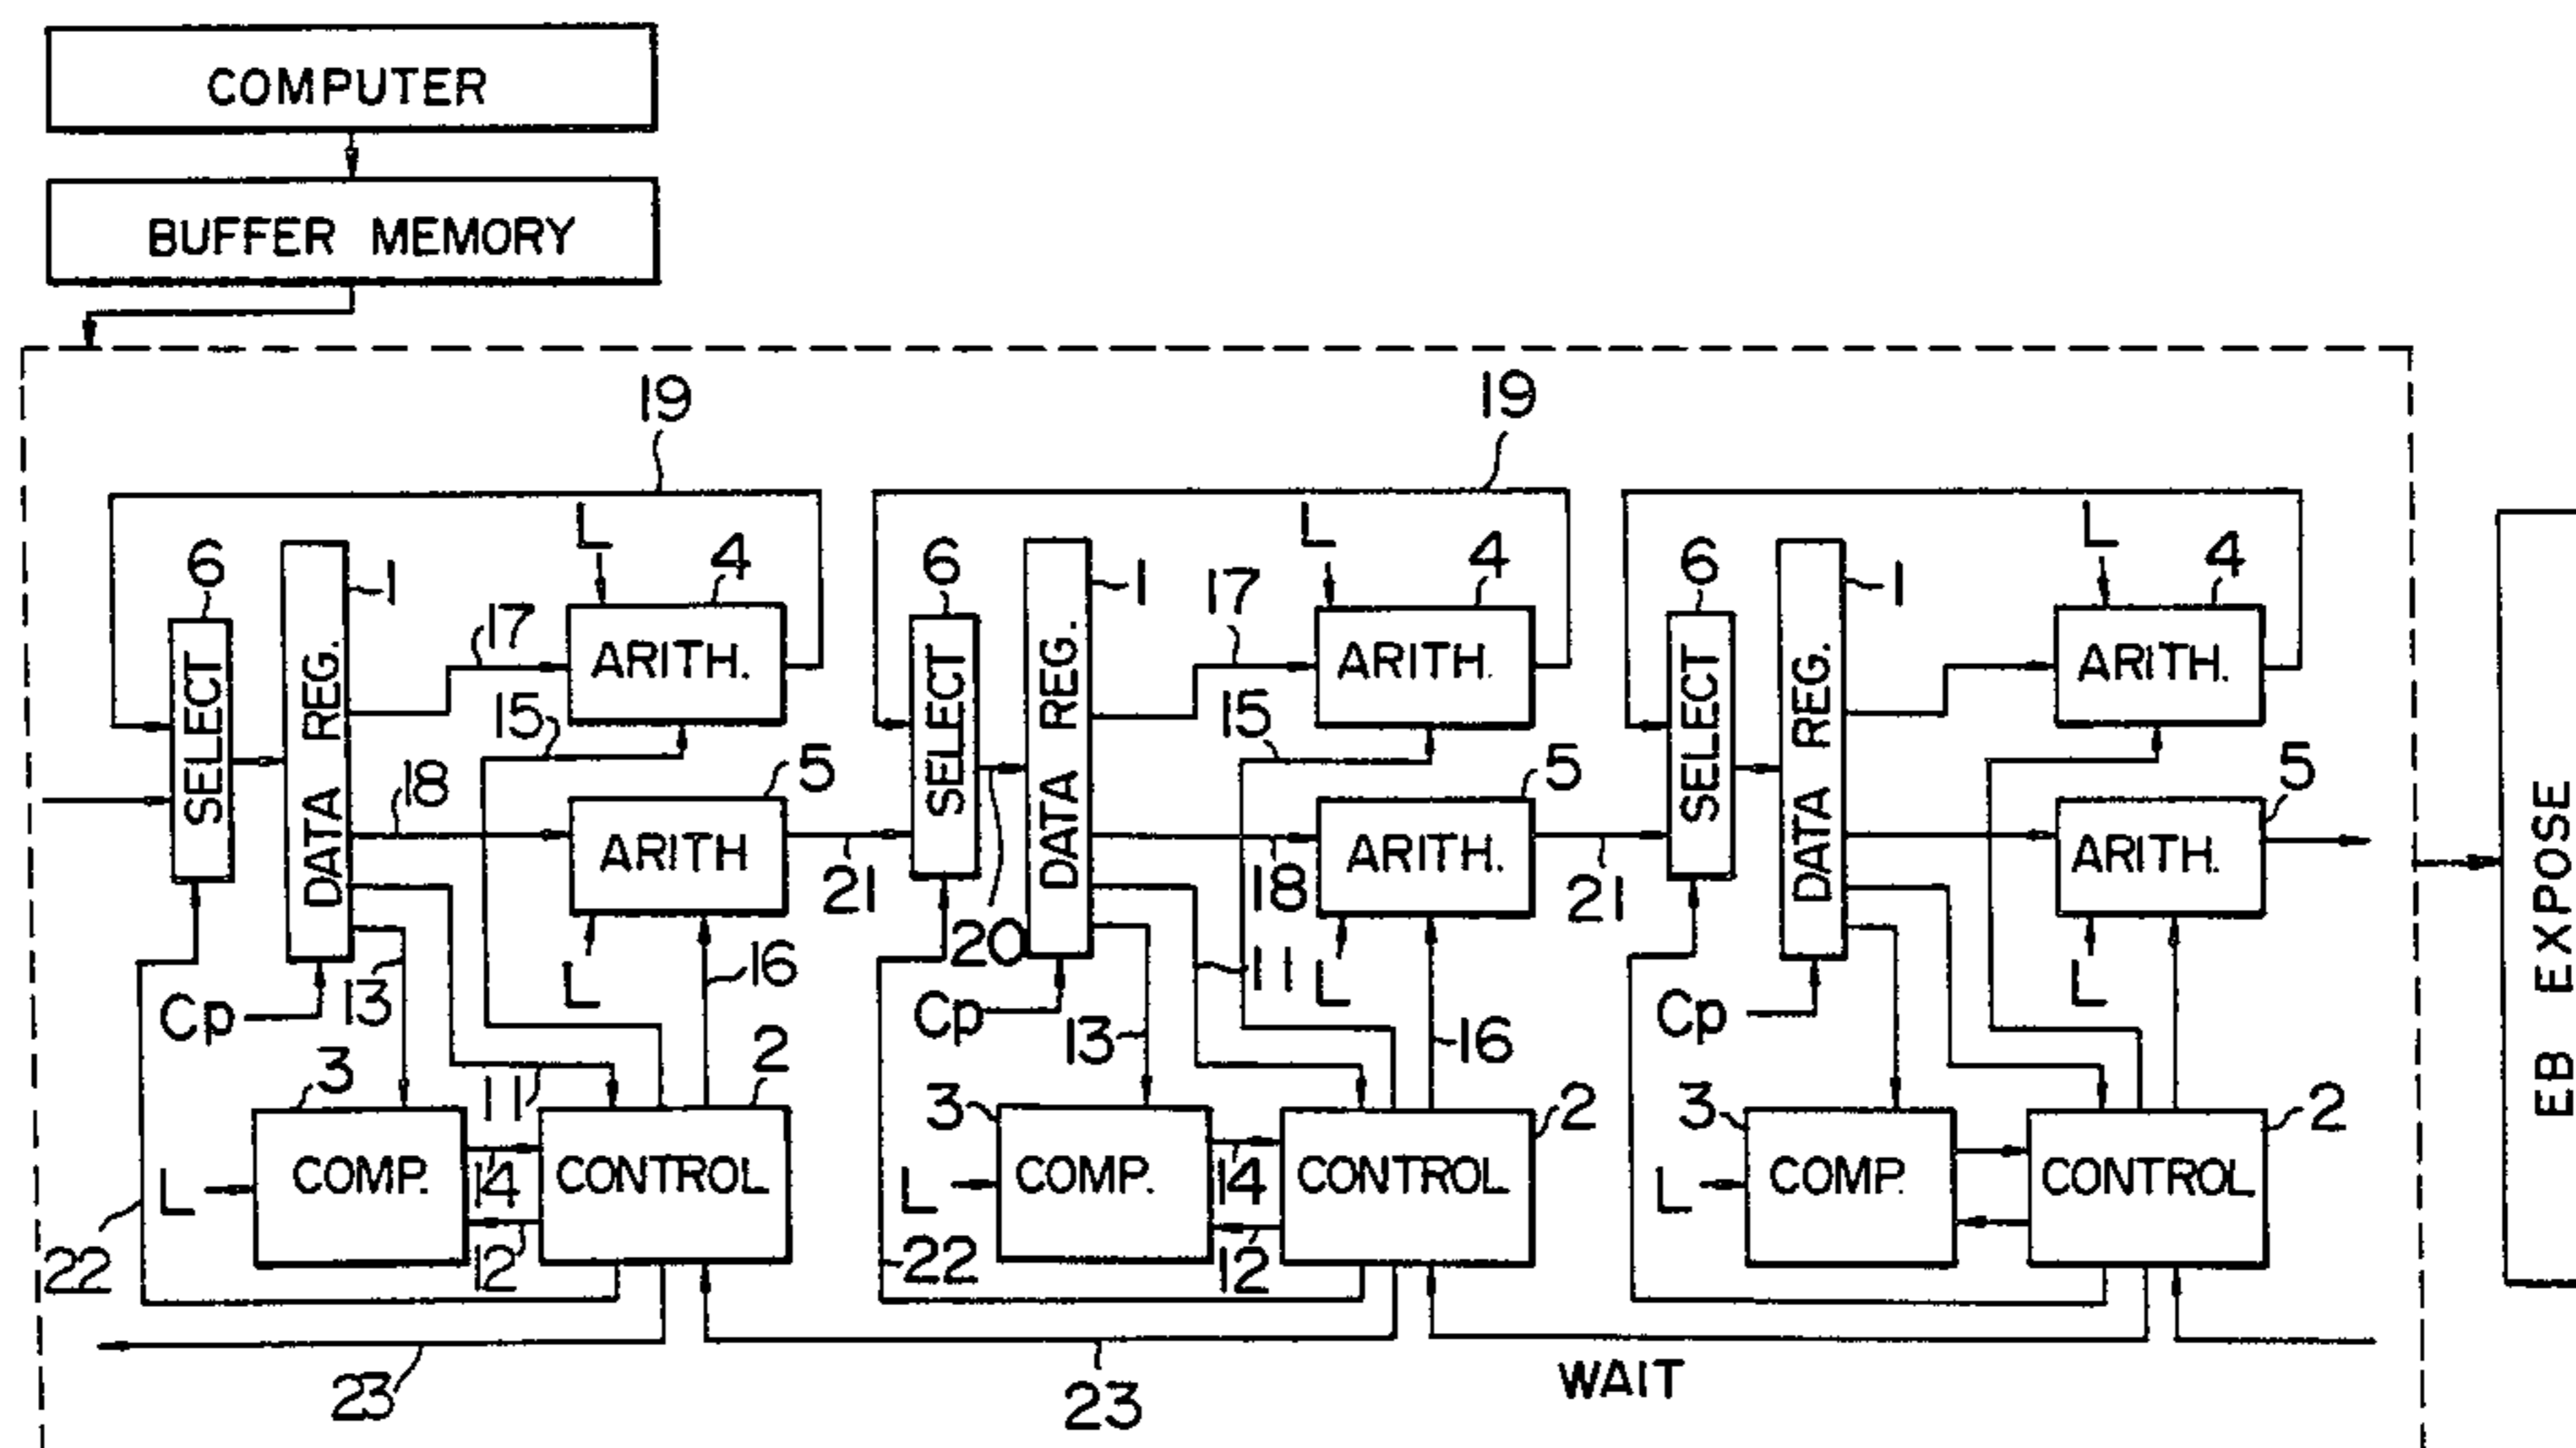 COMPUTER
BUFFER MEMORY
19
19
L
L
L
6
1
4
6
1
4
6
1
4
17
17
SELECT
DATA REG.
ARITH.
SELECT
DATA REG.
ARITH.
SELECT
DATA REG.
ARITH.
15
15
5
5
5
18
18
ARITH
ARITH.
ARITH.
21
20
21
EB EXPOSE
L
L
L
16
11
16
Cp
13
Cp
13
Cp
3
11
2
3
2
3
2
L
COMP.
14
CONTROL
L
COMP.
14
CONTROL
L
COMP.
CONTROL
22
12
22
12
23
23
WAIT